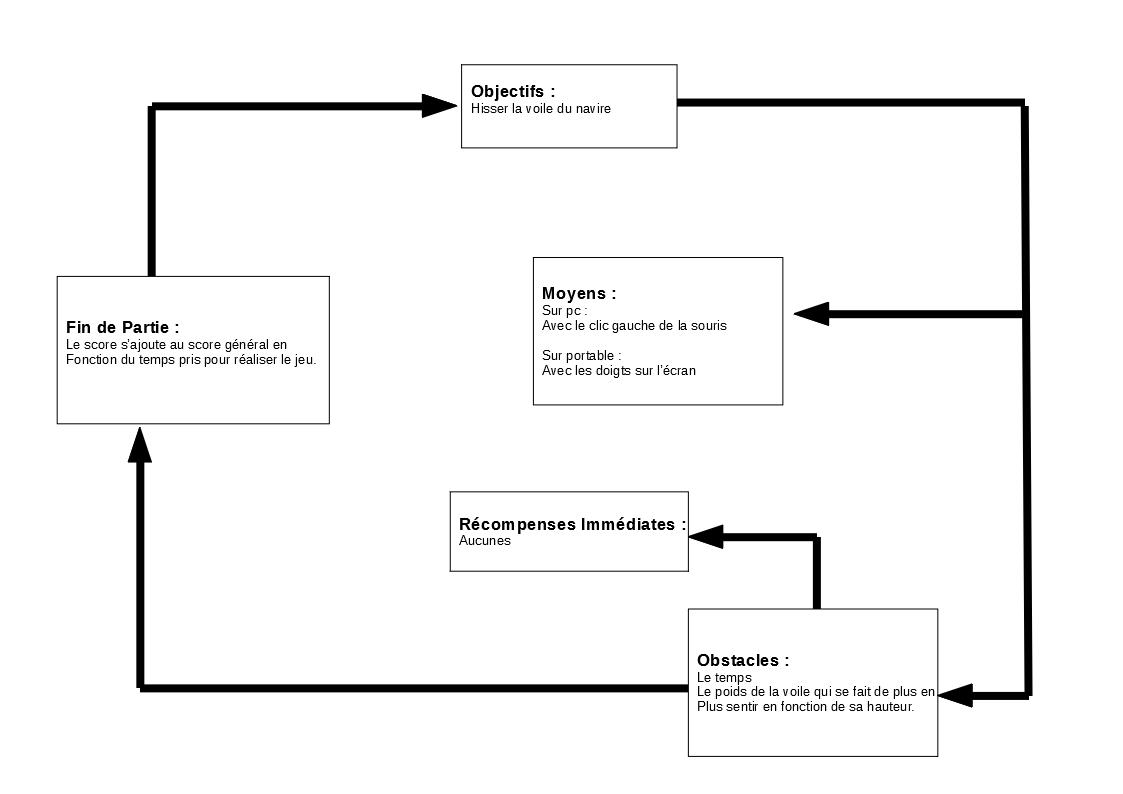 Objectifs :
Hisser la voile du navire
Moyens :
Sur pc :
Avec le clic gauche de la souris
Sur portable :
Avec les doigts sur l'écran
Fin de Partie :
Le score s'ajoute au score général en
Fonction du temps pris pour réaliser le jeu.
Récompenses Immédiates :
Aucunes
Obstacles :
Le temps
Le poids de la voile qui se fait de plus en
Plus sentir en fonction de sa hauteur.